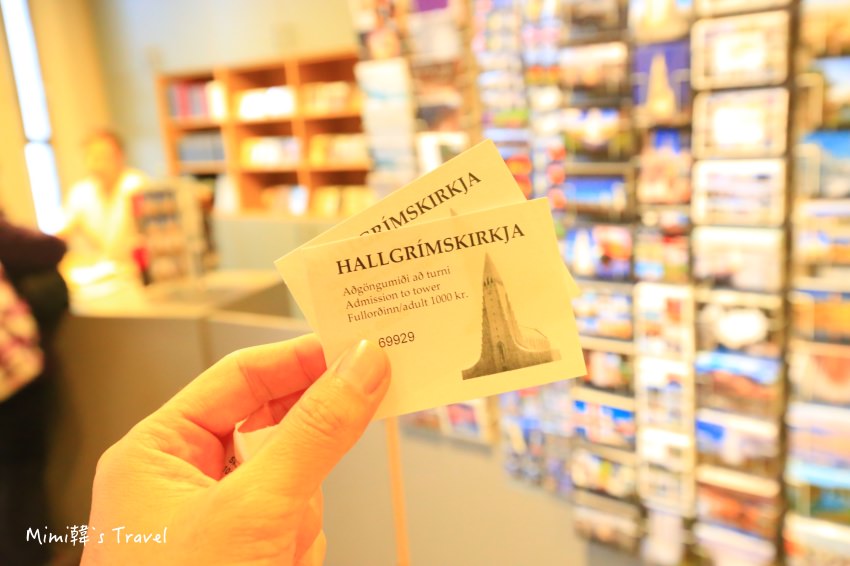 GRÍMSKIRKJA
HALLGRÍMSKIRKJA
Aðgöngumiði að turni
Admission to tower
Fullorðinn/adult 1000 kr.
69929
Mimi韓's Travel